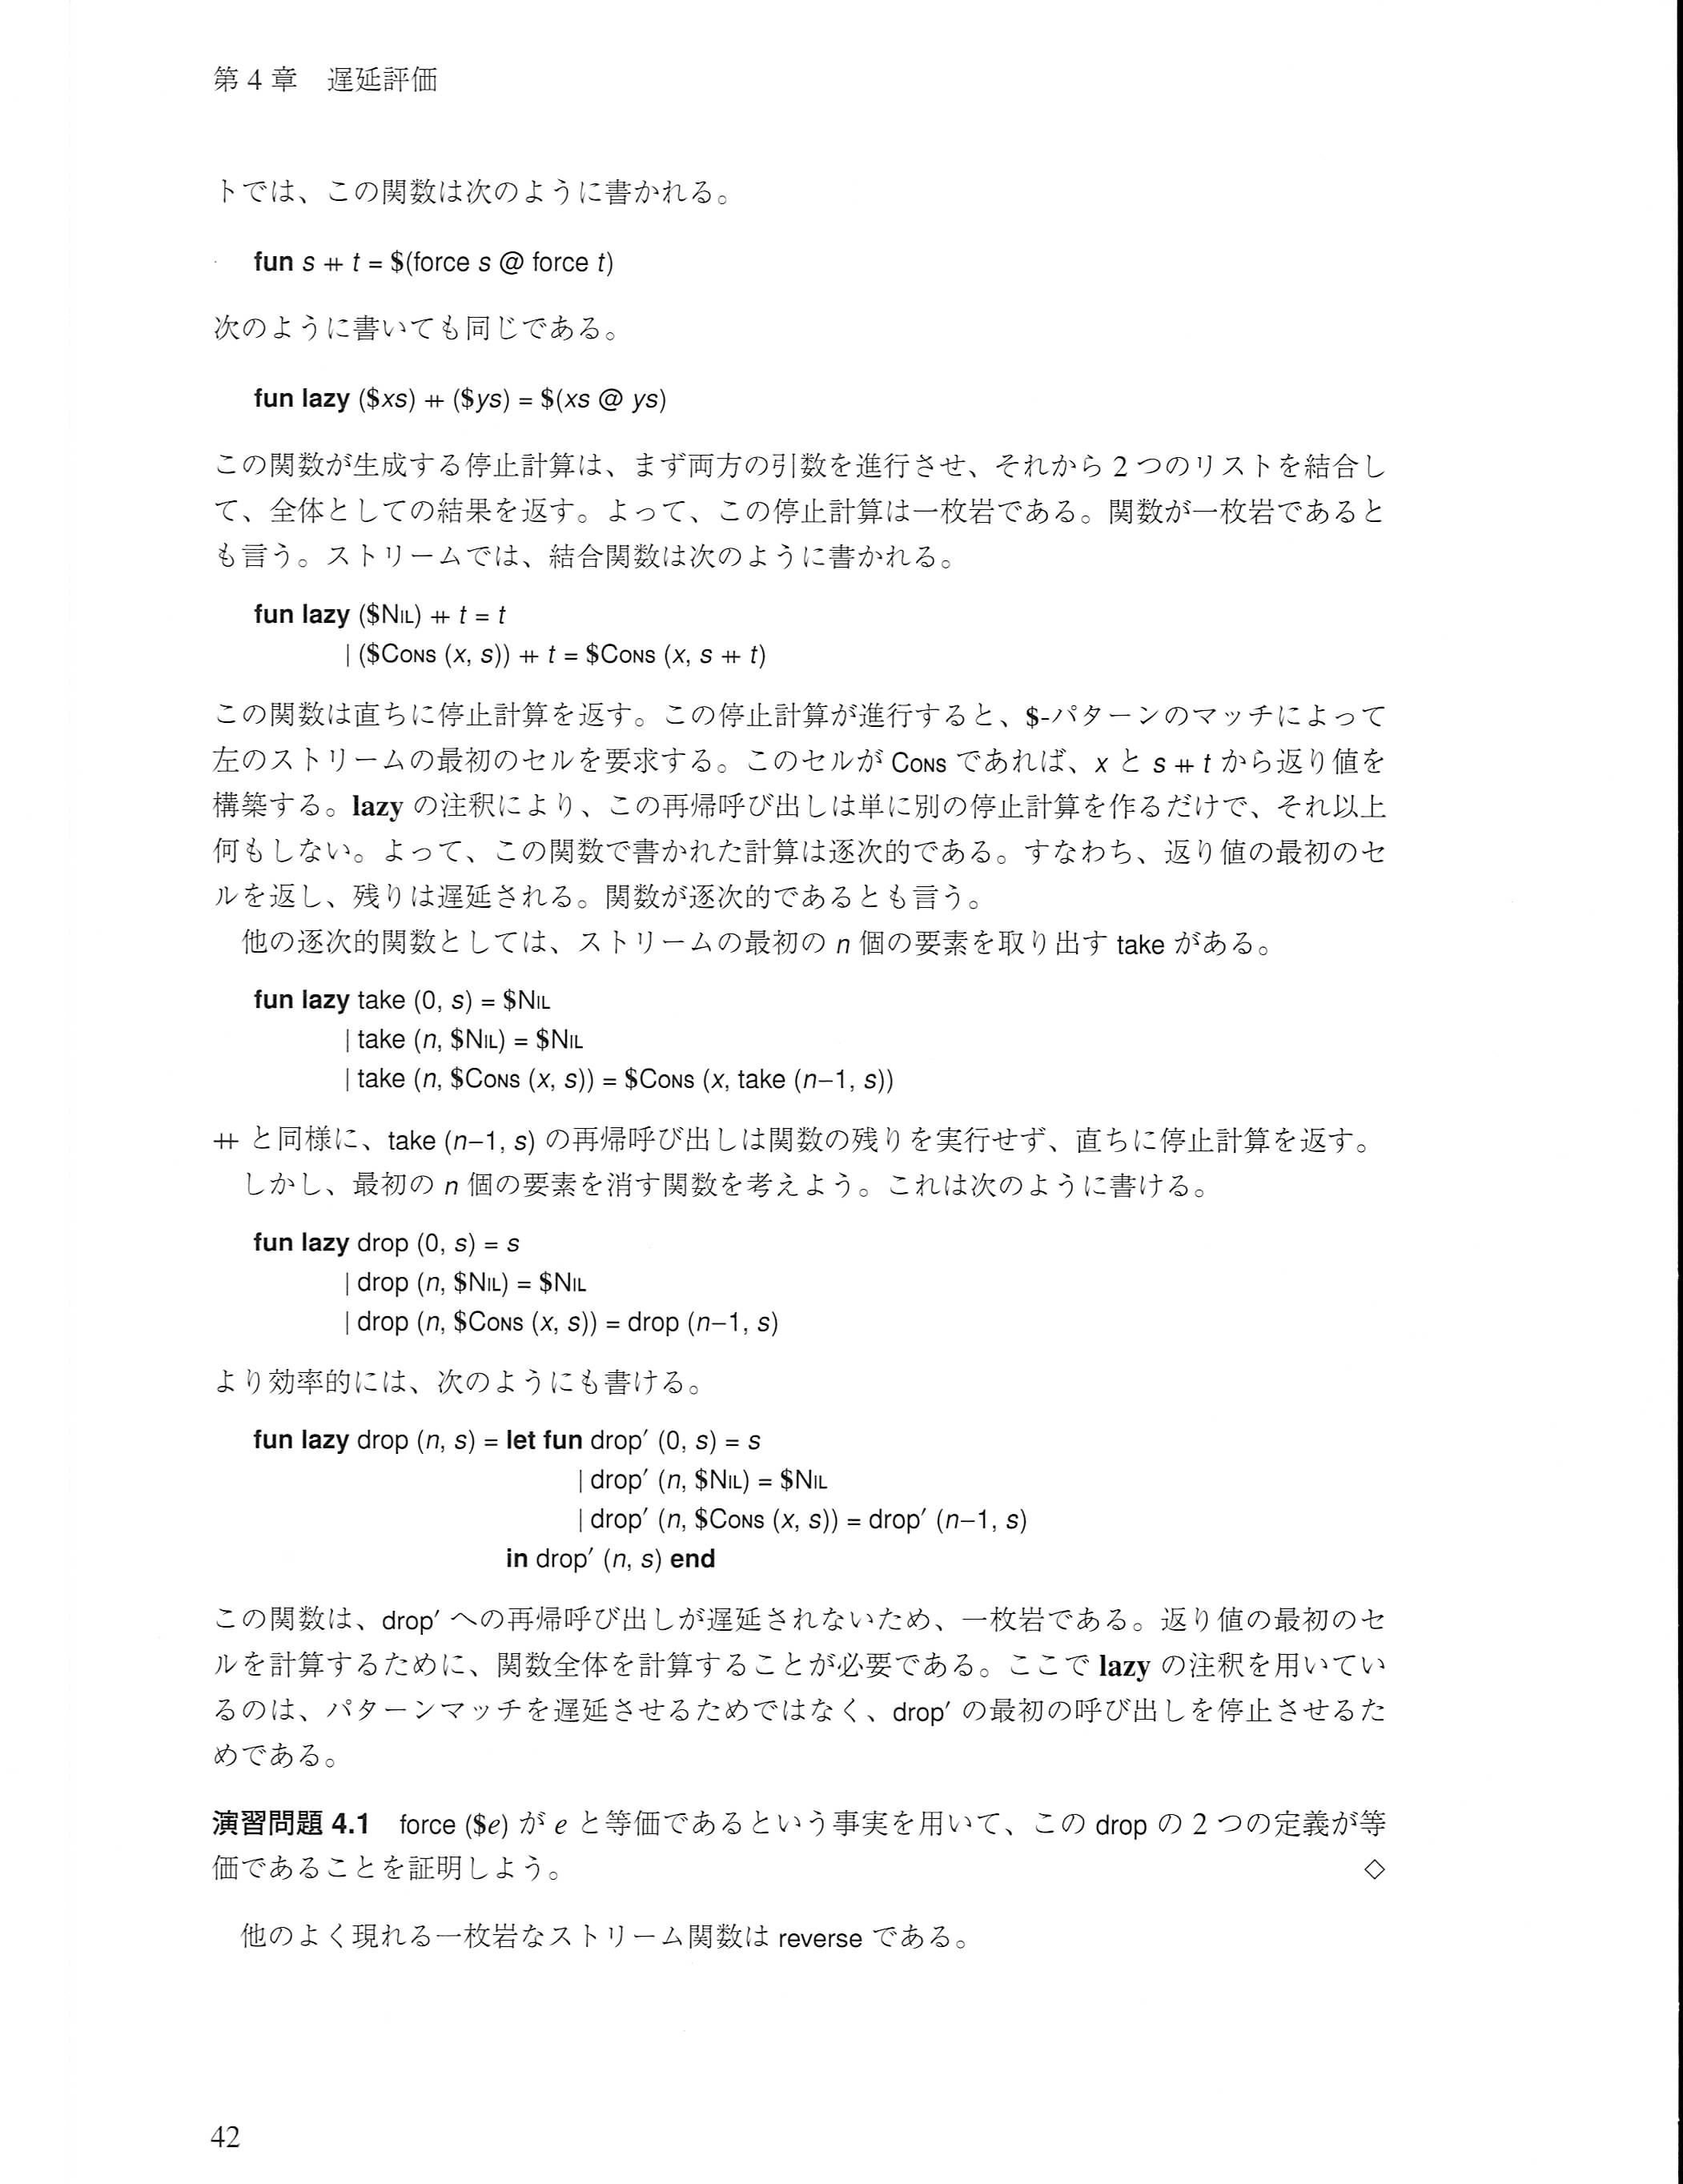 第 4 章　遅延評価
トでは、この関数は次のように書かれる。
fun s ⧺ t = $(force s @ force t)
次のように書いても同じである。
fun lazy ($xs) ⧺ ($ys) = $(xs @ ys)
この関数が生成する停止計算は、まず両方の引数を進行させ、それから 2 つのリストを結合し
て、全体としての結果を返す。よって、この停止計算は一枚岩である。関数が一枚岩であると
も言う。ストリームでは、結合関数は次のように書かれる。
fun lazy ($NIL) ⧺ t = t
| ($CONS (x, s)) ⧺ t = $CONS (x, s ⧺ t)
この関数は直ちに停止計算を返す。この停止計算が進行すると、$-パターンのマッチによって
左のストリームの最初のセルを要求する。このセルが CONS であれば、x と s ⧺ t から返り値を
構築する。lazy の注釈により、この再帰呼び出しは単に別の停止計算を作るだけで、それ以上
何もしない。よって、この関数で書かれた計算は逐次的である。すなわち、返り値の最初のセ
ルを返し、残りは遅延される。関数が逐次的であるとも言う。
他の逐次的関数としては、ストリームの最初の n 個の要素を取り出す take がある。
fun lazy take (0, s) = $NIL
| take (n, $NIL) = $NIL
| take (n, $CONS (x, s)) = $CONS (x, take (n−1, s))
⧺ と同様に、take (n−1, s) の再帰呼び出しは関数の残りを実行せず、直ちに停止計算を返す。
しかし、最初の n 個の要素を消す関数を考えよう。これは次のように書ける。
fun lazy drop (0, s) = s
| drop (n, $NIL) = $NIL
| drop (n, $CONS (x, s)) = drop (n−1, s)
より効率的には、次のようにも書ける。
fun lazy drop (n, s) = let fun drop′ (0, s) = s
| drop′ (n, $NIL) = $NIL
| drop′ (n, $CONS (x, s)) = drop′ (n−1, s)
in drop′ (n, s) end
この関数は、drop′ への再帰呼び出しが遅延されないため、一枚岩である。返り値の最初のセ
ルを計算するために、関数全体を計算することが必要である。ここで lazy の注釈を用いてい
るのは、パターンマッチを遅延させるためではなく、drop′ の最初の呼び出しを停止させるた
めである。
演習問題 4.1　force ($e) が e と等価であるという事実を用いて、この drop の 2 つの定義が等
価であることを証明しよう。 ◇
他のよく現れる一枚岩なストリーム関数は reverse である。
42